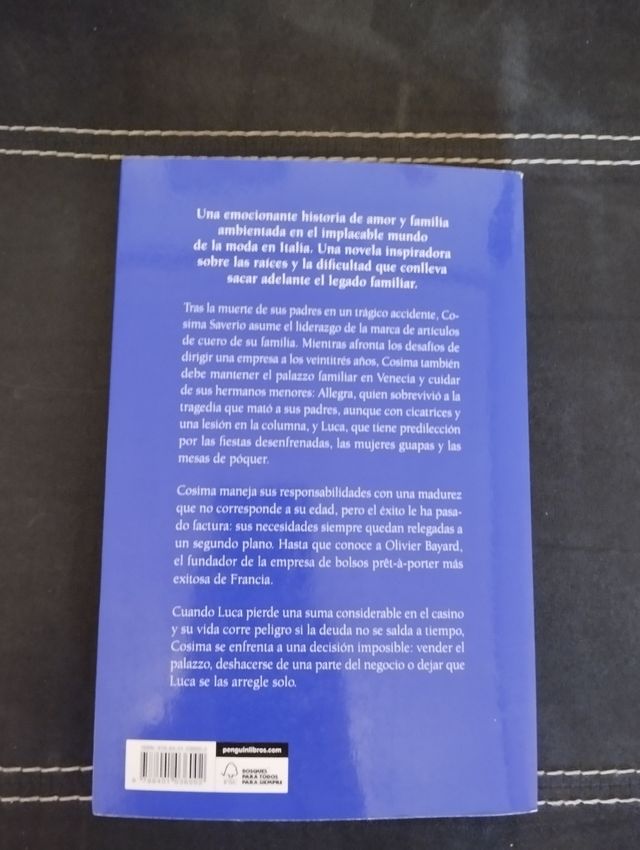 Una emocionante historia de amor y familia
ambientada en el implacable mundo
de la moda en Italia. Una novela inspiradora
sobre las raíces y la dificultad que conlleva
sacar adelante el legado familiar.
Tras la muerte de sus padres en un trágico accidente, Co-
sima Saverio asume el liderazgo de la marca de artículos
de cuero de su familia. Mientras afronta los desafíos de
dirigir una empresa a los veintitrés años, Cosima también
debe mantener el palazzo familiar en Venecia y cuidar
de sus hermanos menores: Allegra, quien sobrevivió a la
tragedia que mató a sus padres, aunque con cicatrices y
una lesión en la columna, y Luca, que tiene predilección
por las fiestas desenfrenadas, las mujeres guapas y las
mesas de póquer.
Cosima maneja sus responsabilidades con una madurez
que no corresponde a su edad, pero el éxito le ha pasa-
do factura: sus necesidades siempre quedan relegadas a
un segundo plano. Hasta que conoce a Olivier Bayard,
el fundador de la empresa de bolsos prêt-à-porter más
exitosa de Francia.
Cuando Luca pierde una suma considerable en el casino
y su vida corre peligro si la deuda no se salda a tiempo,
Cosima se enfrenta a una decisión imposible: vender el
palazzo, deshacerse de una parte del negocio o dejar que
Luca se las arregle solo.
penguinlibros.com
BOSQUES
PARA TODOS
PARA SIEMPRE